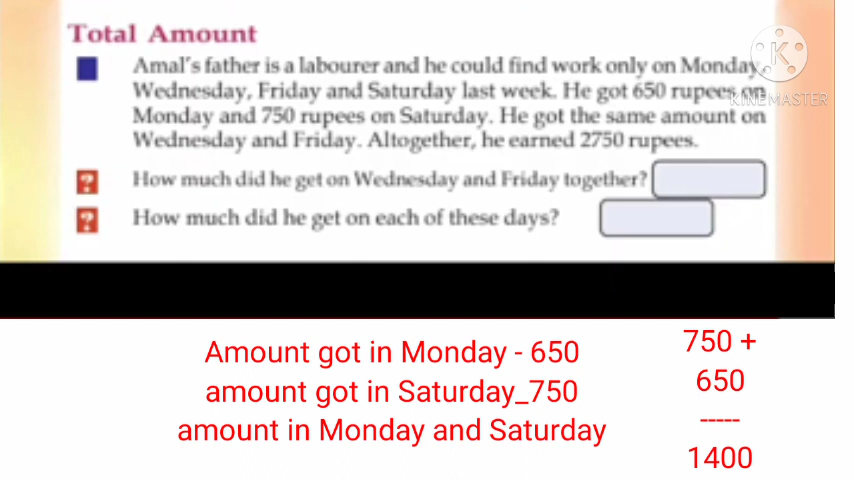 Total Amount
Amal's father is a labourer and he could find work only on Monday,
Wednesday, Friday and Saturday last week. He got 650 rupees on
KINEMASTER
Monday and 750 rupees on Saturday. He got the same amount on
Wednesday and Friday. Altogether, he earned 2750 rupees.
? How much did he get on Wednesday and Friday together?
? How much did he get on each of these days?
Amount got in Monday - 650
amount got in Saturday_750
amount in Monday and Saturday
750 +
650
-----
1400